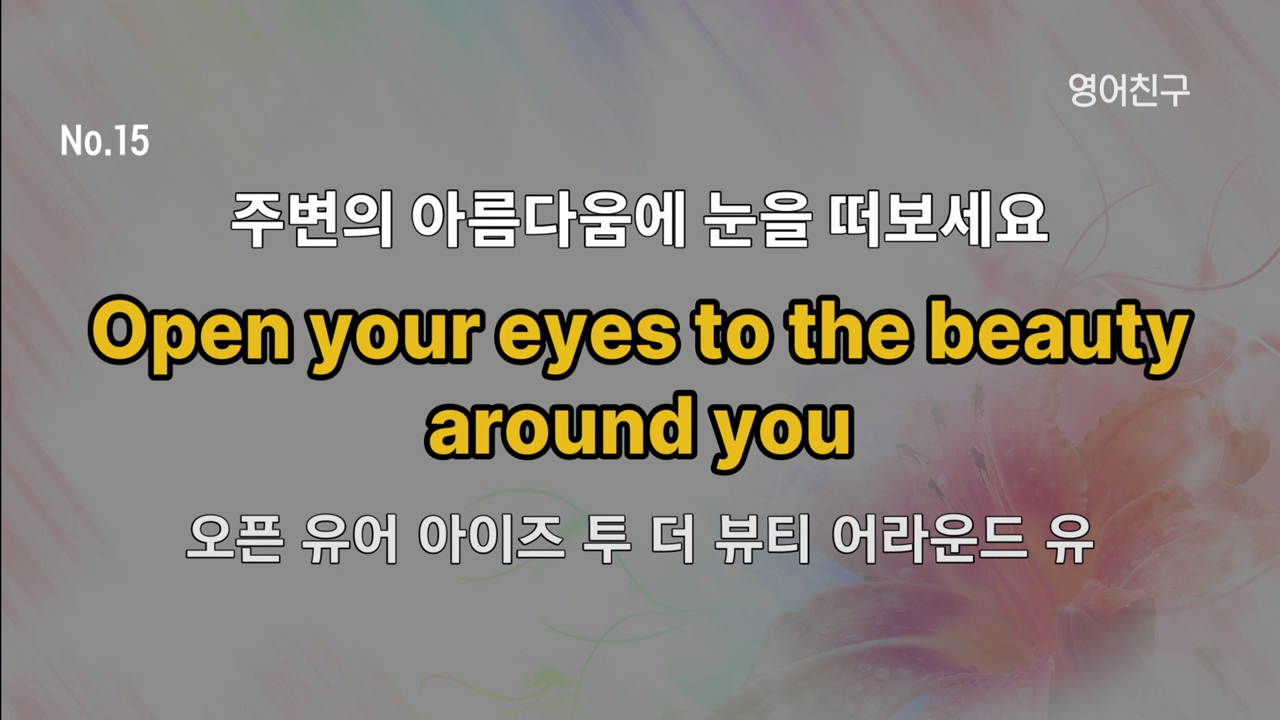 영어친구
No.15
주변의 아름다움에 눈을 떠보세요
Open your eyes to the beauty
around you
오픈 유어 아이즈 투 더 뷰티 어라운드 유